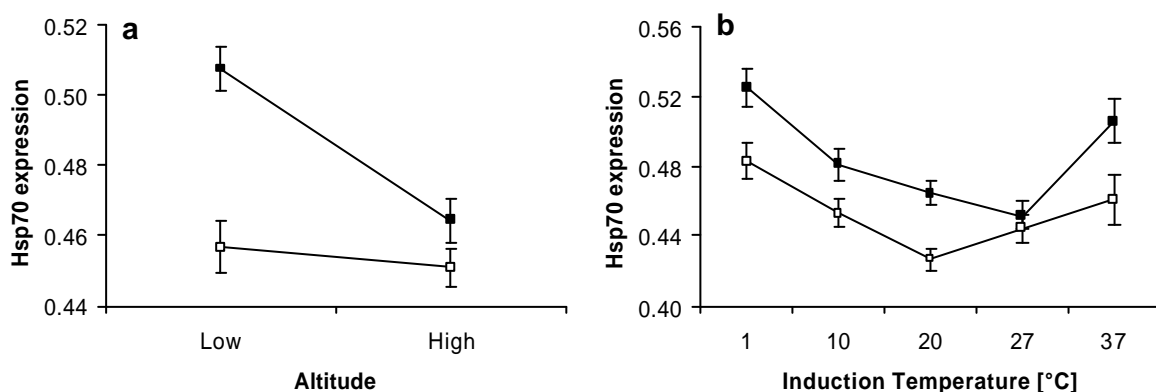 a
Hsp70 expression
0.52
0.50
0.48
0.46
0.44
Low High
Altitude
b
Hsp70 expression
0.56
0.52
0.48
0.44
0.40
1 10 20 27 37
Induction Temperature [°C]